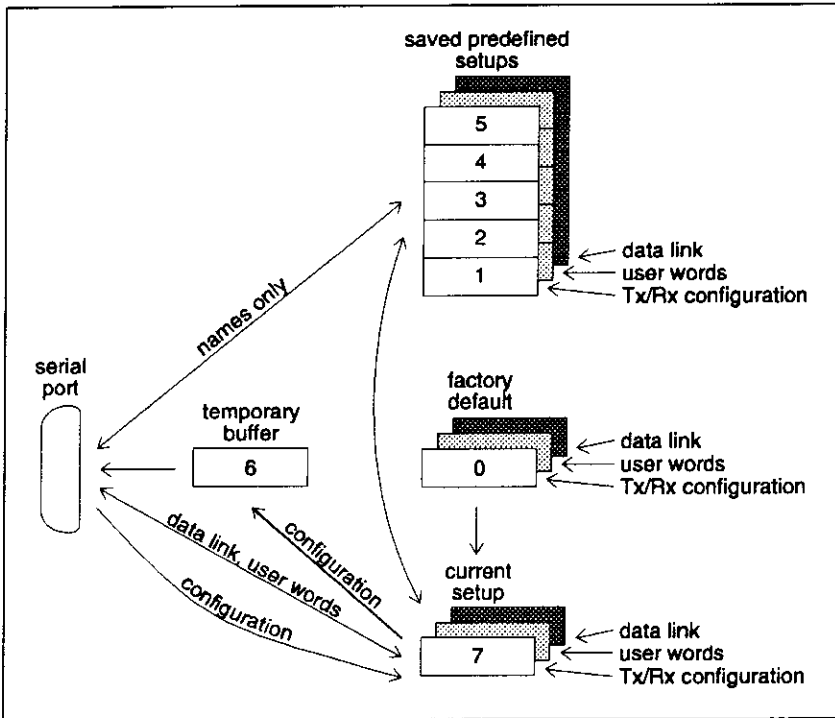 saved predefined
setups
5
4
3
2
1
data link
user words
Tx/Rx configuration
names only
serial
port
temporary
buffer
6
factory
default
0
data link
user words
Tx/Rx configuration
configuration
data link, user words
configuration
current
setup
7
data link
user words
Tx/Rx configuration